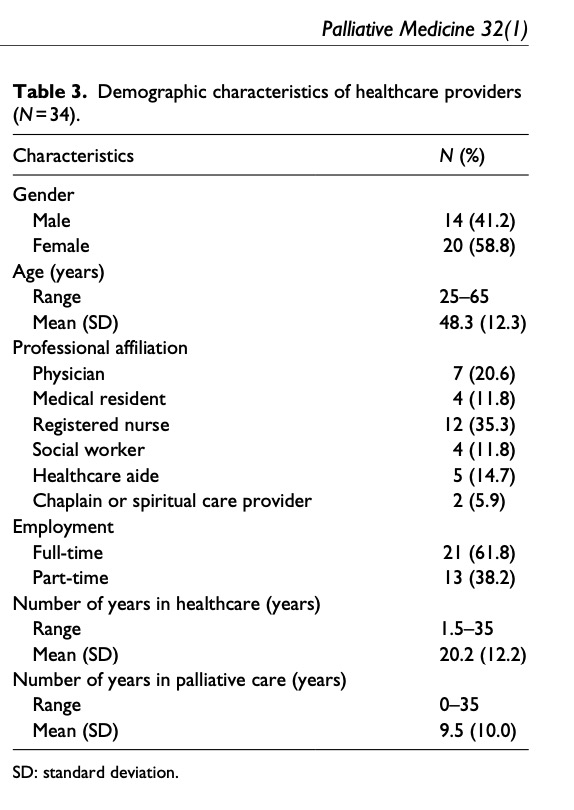 Palliative Medicine 32(1)
Table 3. Demographic characteristics of healthcare providers
(N = 34).
Characteristics N (%)
Gender
Male 14 (41.2)
Female 20 (58.8)
Age (years)
Range 25–65
Mean (SD) 48.3 (12.3)
Professional affiliation
Physician 7 (20.6)
Medical resident 4 (11.8)
Registered nurse 12 (35.3)
Social worker 4 (11.8)
Healthcare aide 5 (14.7)
Chaplain or spiritual care provider 2 (5.9)
Employment
Full-time 21 (61.8)
Part-time 13 (38.2)
Number of years in healthcare (years)
Range 1.5–35
Mean (SD) 20.2 (12.2)
Number of years in palliative care (years)
Range 0–35
Mean (SD) 9.5 (10.0)
SD: standard deviation.